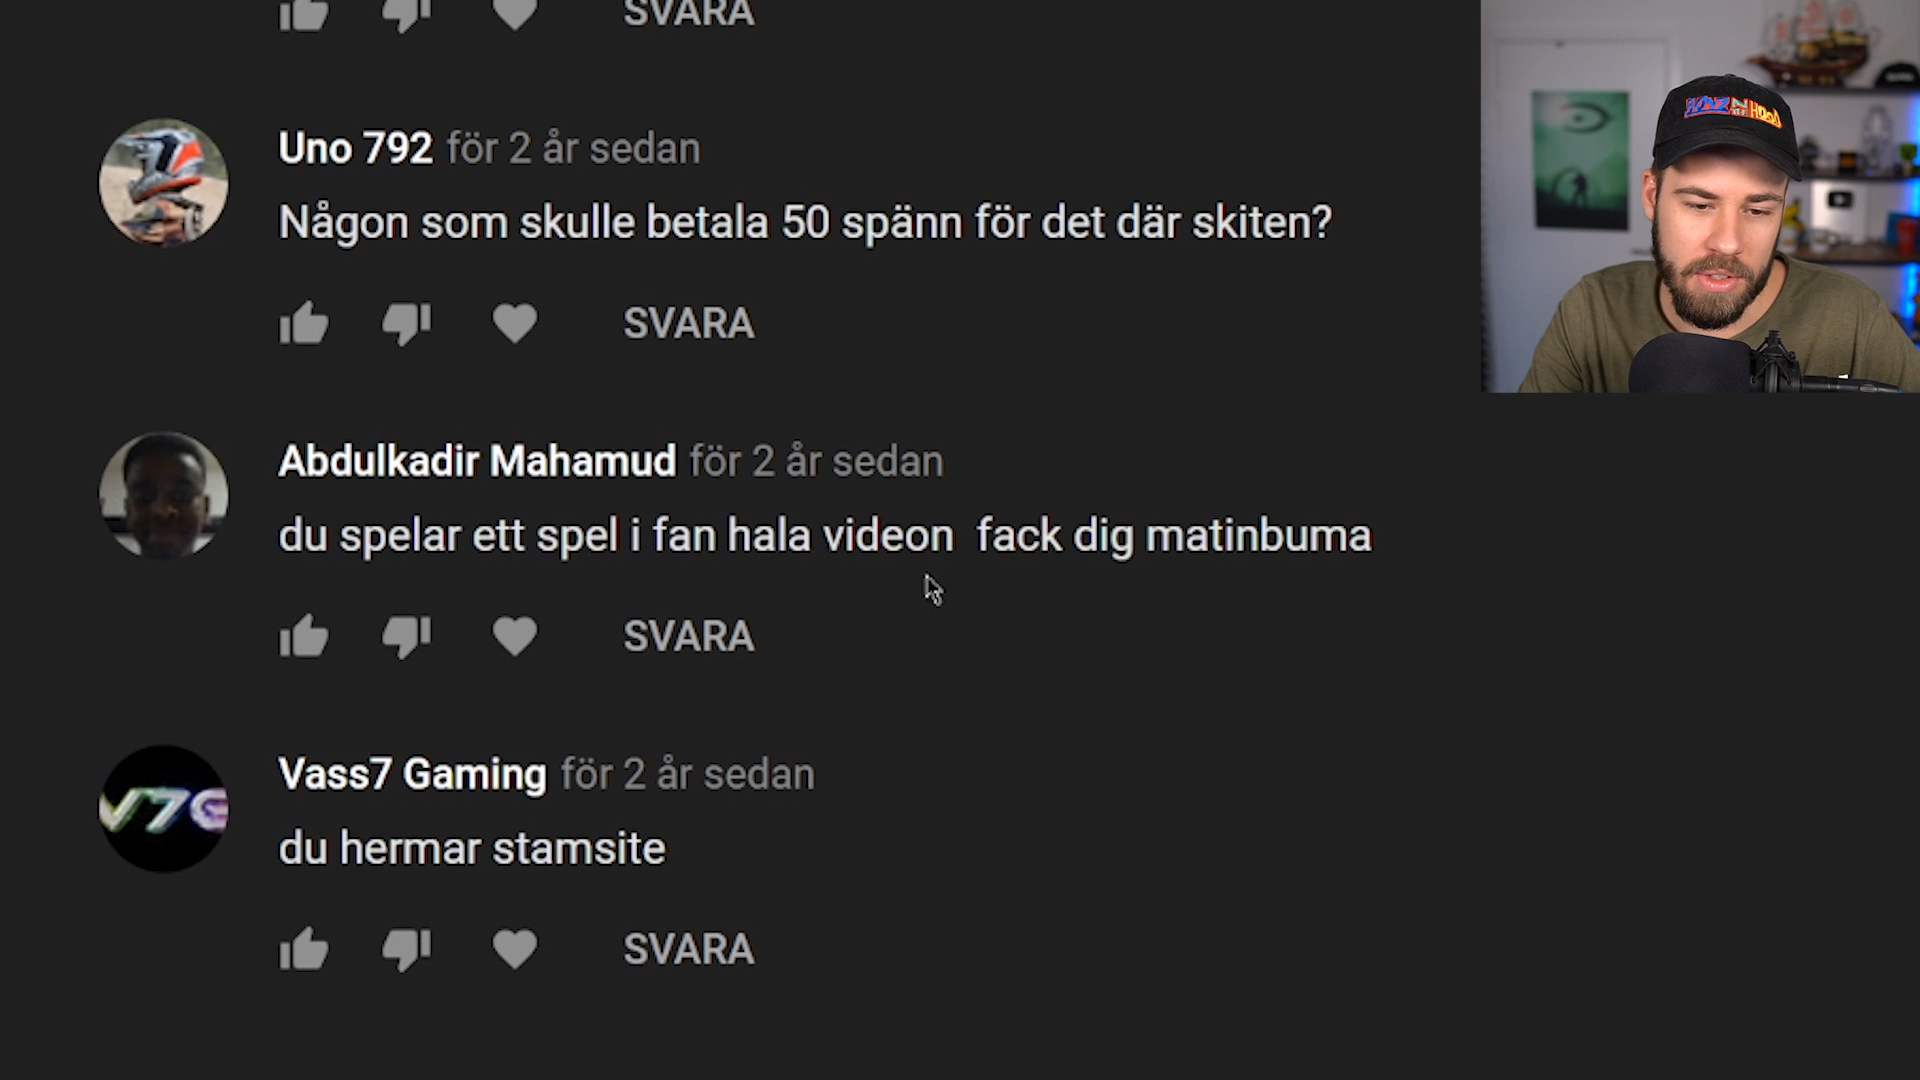 SVARA
Uno 792 för 2 år sedan
Någon som skulle betala 50 spänn för det där skiten?
SVARA
Abdulkadir Mahamud för 2 år sedan
du spelar ett spel i fan hala videon  fack dig matinbuma
SVARA
Vass7 Gaming för 2 år sedan
du hermar stamsite
SVARA